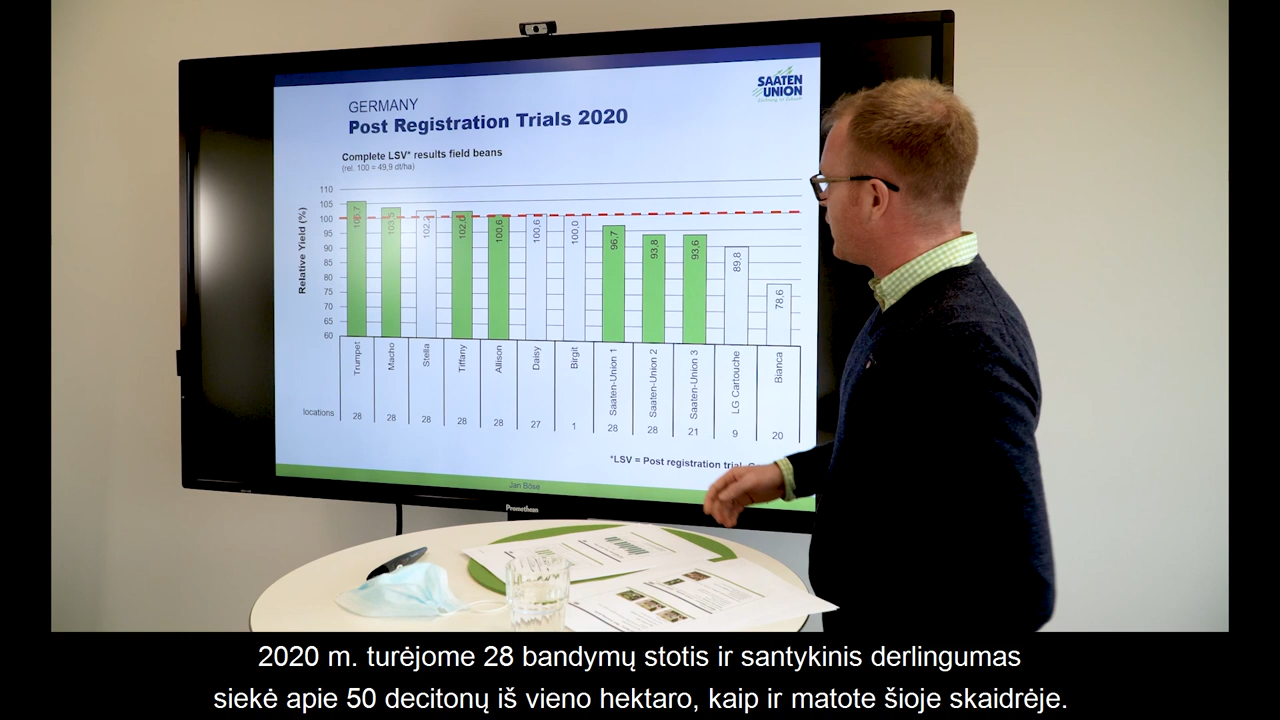 SAATEN
UNION
GERMANY
Post Registration Trials 2020
Complete LSV* results field beans
(rel. 100 = 49,9 dt/ha)
Relative Yield (%)
110
105
100
95
90
85
80
75
70
65
60
106,7
103,5
102,2
102,0
100,6
100,6
100,0
96,7
93,8
93,6
89,8
78,6
Trumpet
Macho
Stella
Tiffany
Allison
Daisy
Birgit
Saaten-Union 1
Saaten-Union 2
Saaten-Union 3
LG Cartouche
Bianca
locations 28 28 28 28 28 27 1 28 28 21 9 20
*LSV = Post registration trial
Jan Böse
Promethean
2020 m. turėjome 28 bandymų stotis ir santykinis derlingumas
siekė apie 50 decitonų iš vieno hektaro, kaip ir matote šioje skaidrėje.